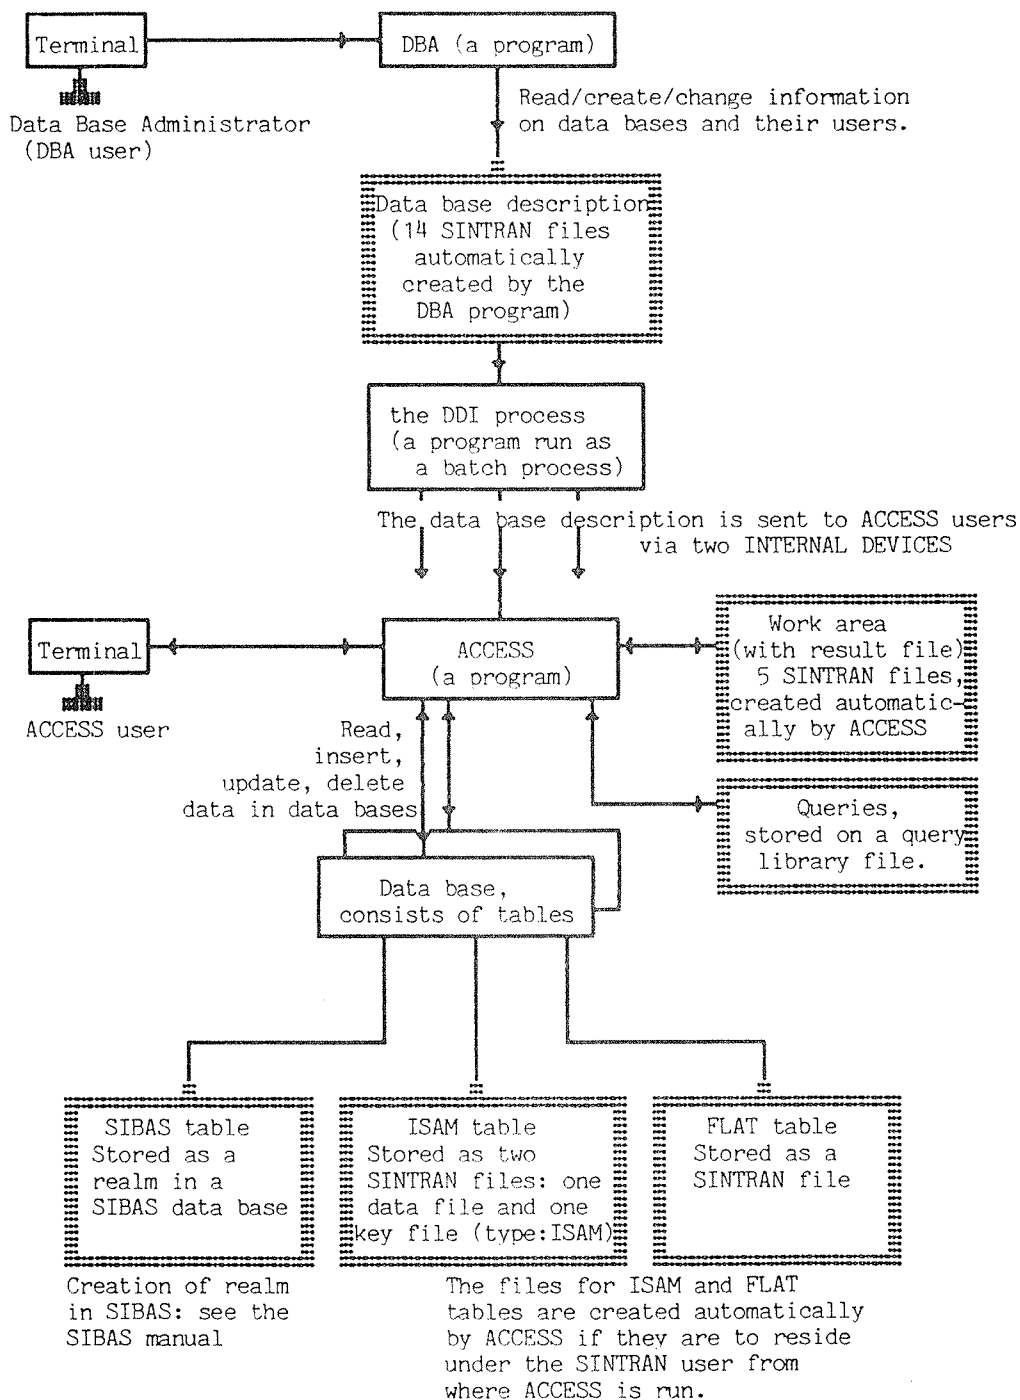 Terminal
DBA (a program)
Data Base Administrator
(DBA user)
Read/create/change information
on data bases and their users.
Data base description
(14 SINTRAN files
automatically
created by the
DBA program)
the DDI process
(a program run as
a batch process)
The data base description is sent to ACCESS users
via two INTERNAL DEVICES
Terminal
ACCESS user
ACCESS
(a program)
Work area
(with result file)
5 SINTRAN files,
created automatic-
ally by ACCESS
Read,
insert,
update, delete
data in data bases
Queries,
stored on a query
library file.
Data base,
consists of tables
SIBAS table
Stored as a
realm in a
SIBAS data base
ISAM table
Stored as two
SINTRAN files: one
data file and one
key file (type:ISAM)
FLAT table
Stored as a
SINTRAN file
Creation of realm
in SIBAS: see the
SIBAS manual
The files for ISAM and FLAT
tables are created automatically
by ACCESS if they are to reside
under the SINTRAN user from
where ACCESS is run.